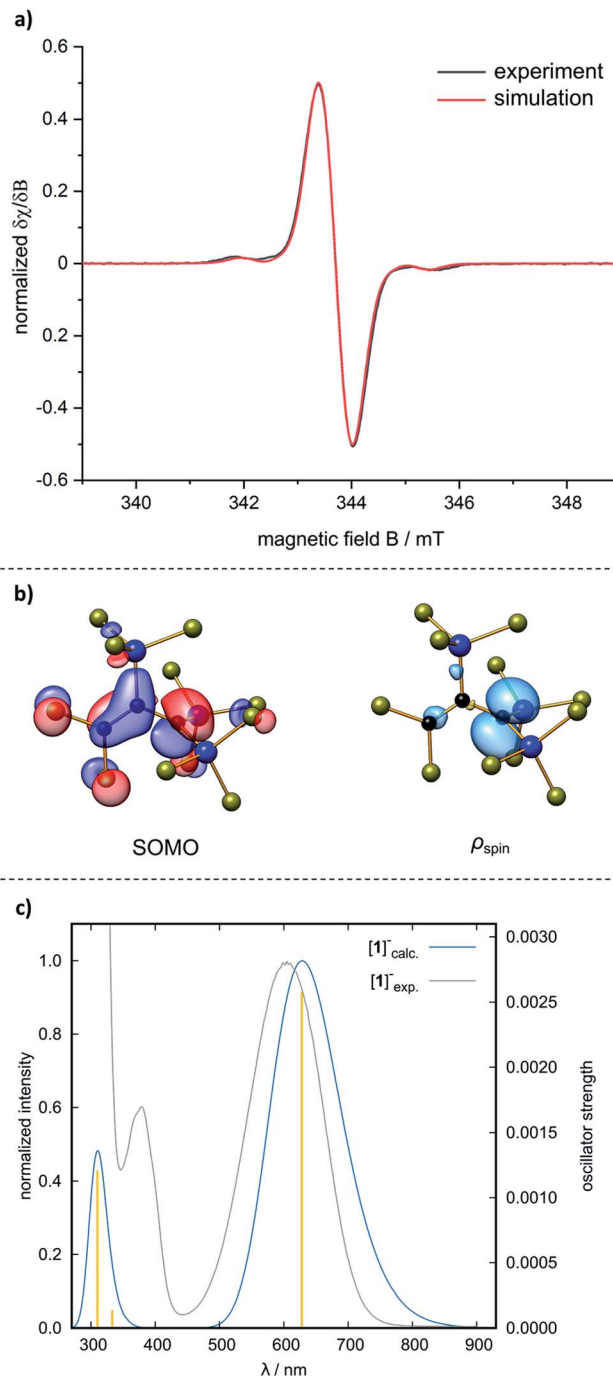 a)
0.6
0.4
0.2
0
0.2
-0.4
-0.6
normalized δχ/δB
experiment
simulation
340 342 344 346 348
magnetic field B / mT
b)
SOMO
ρspin
c)
[1]⁻calc.
[1]⁻exp.
1.0
0.8
0.6
0.4
0.2
0.0
normalized intensity
0.0030
0.0025
0.0020
0.0015
0.0010
0.0005
0.0000
oscillator strength
300 400 500 600 700 800 900
λ / nm